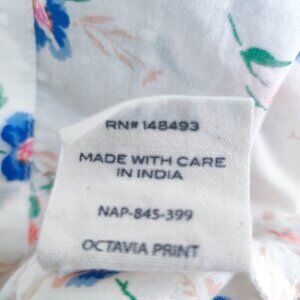 RN# 148493
MADE WITH CARE
IN INDIA
NAP-845-399
OCTAVIA PRINT